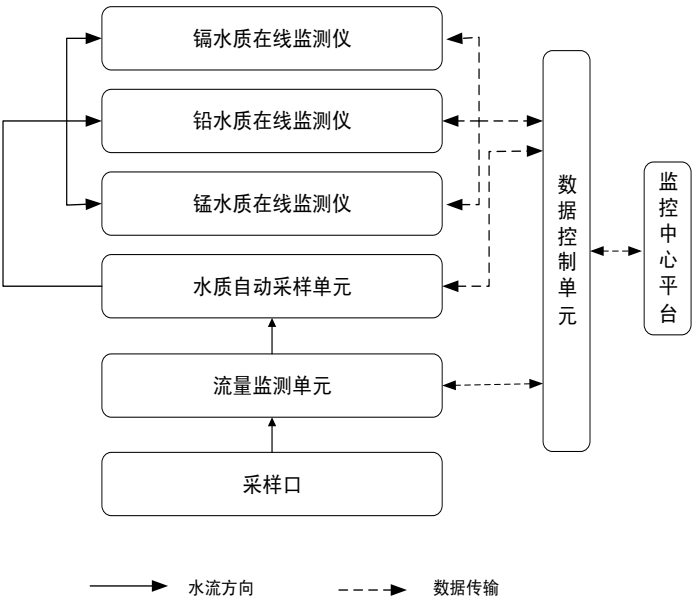 镉水质在线监测仪
铅水质在线监测仪
锰水质在线监测仪
水质自动采样单元
流量监测单元
采样口
数据控制单元
监控中心平台
水流方向
数据传输